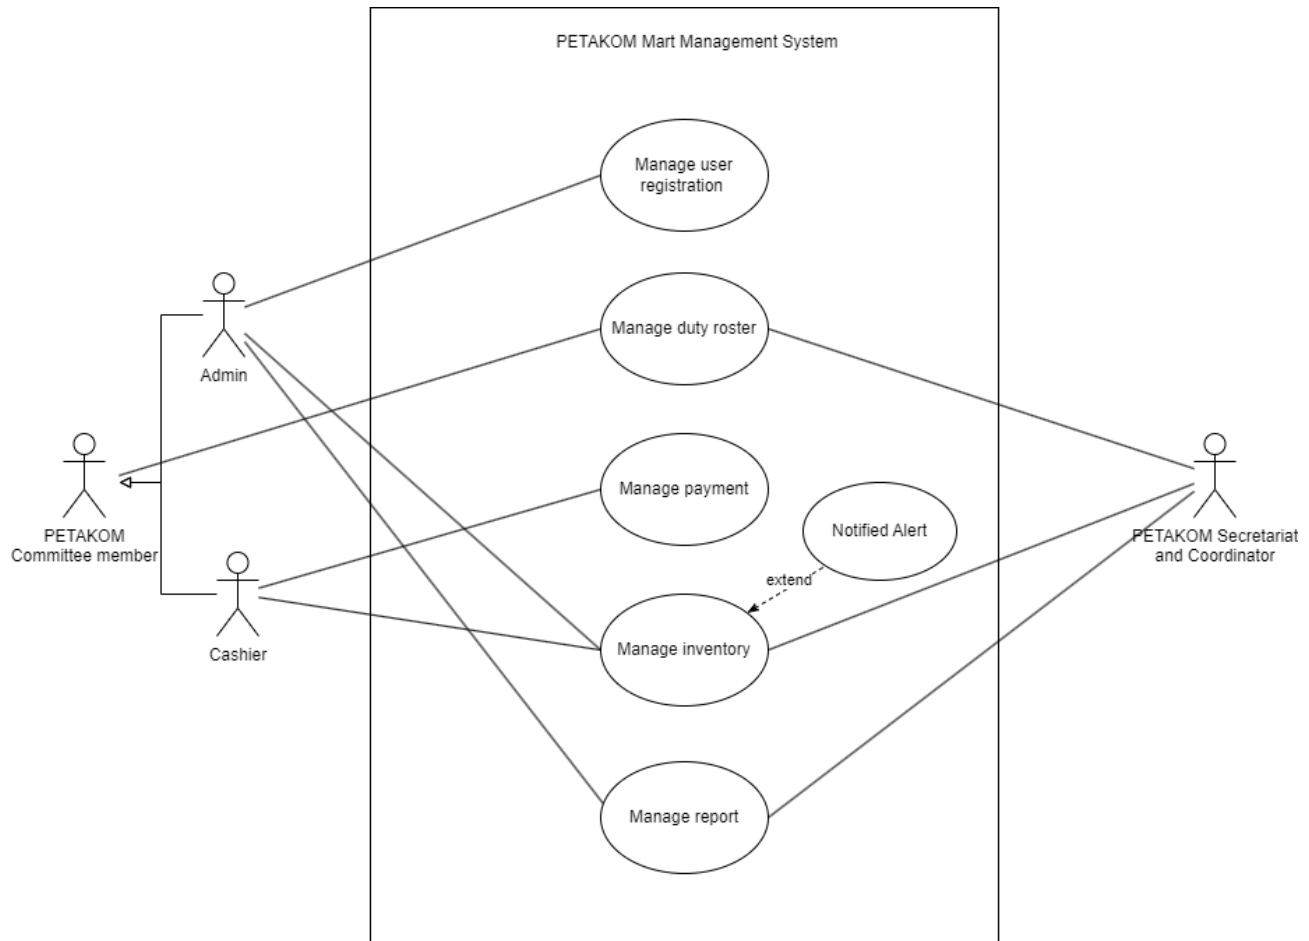 PETAKOM Mart Management System
Manage user
registration
Manage duty roster
Admin
Manage payment
Notified Alert
PETAKOM
Committee member
PETAKOM Secretariat
and Coordinator
extend
Manage inventory
Cashier
Manage report